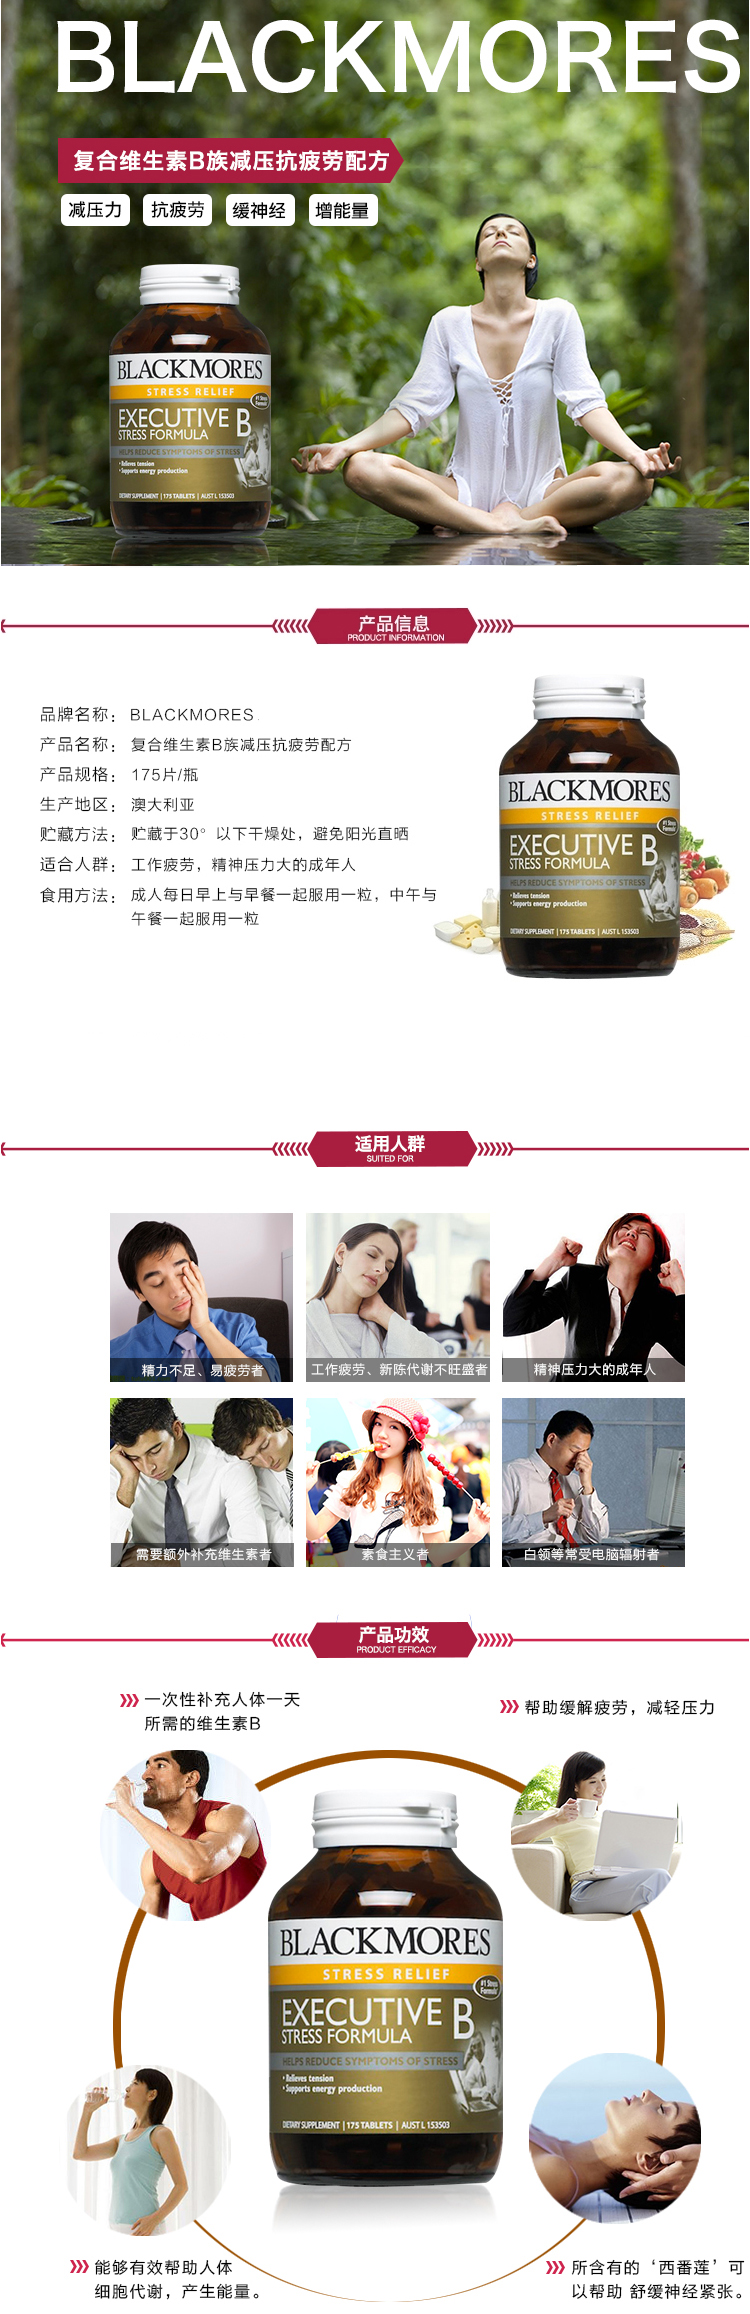 BLACKMORES
复合维生素B族减压抗疲劳配方
减压力
抗疲劳
缓神经
增能量
BLACKMORES
STRESS RELIEF
#1 Stress
Formula
EXECUTIVE B
STRESS FORMULA
HELPS REDUCE SYMPTOMS OF STRESS
• Relieves tension
• Supports energy production
DIETARY SUPPLEMENT | 175 TABLETS | AUST L 153503
产品信息
PRODUCT INFORMATION
品牌名称： BLACKMORES
产品名称： 复合维生素B族减压抗疲劳配方
产品规格： 175片/瓶
生产地区： 澳大利亚
贮藏方法： 贮藏于30°以下干燥处，避免阳光直晒
适合人群： 工作疲劳，精神压力大的成年人
食用方法： 成人每日早上与早餐一起服用一粒，中午与
午餐一起服用一粒
BLACKMORES
STRESS RELIEF
#1 Stress
Formula
EXECUTIVE B
STRESS FORMULA
HELPS REDUCE SYMPTOMS OF STRESS
• Relieves tension
• Supports energy production
DIETARY SUPPLEMENT | 175 TABLETS | AUST L 153503
适用人群
SUITED FOR
精力不足、易疲劳者
工作疲劳、新陈代谢不旺盛者
精神压力大的成年人
需要额外补充维生素者
素食主义者
白领等常受电脑辐射者
产品功效
PRODUCT EFFICACY
一次性补充人体一天
所需的维生素B
帮助缓解疲劳，减轻压力
BLACKMORES
STRESS RELIEF
#1 Stress
Formula
EXECUTIVE B
STRESS FORMULA
HELPS REDUCE SYMPTOMS OF STRESS
• Relieves tension
• Supports energy production
DIETARY SUPPLEMENT | 175 TABLETS | AUST L 153503
能够有效帮助人体
细胞代谢，产生能量。
所含有的‘西番莲’可
以帮助 舒缓神经紧张。